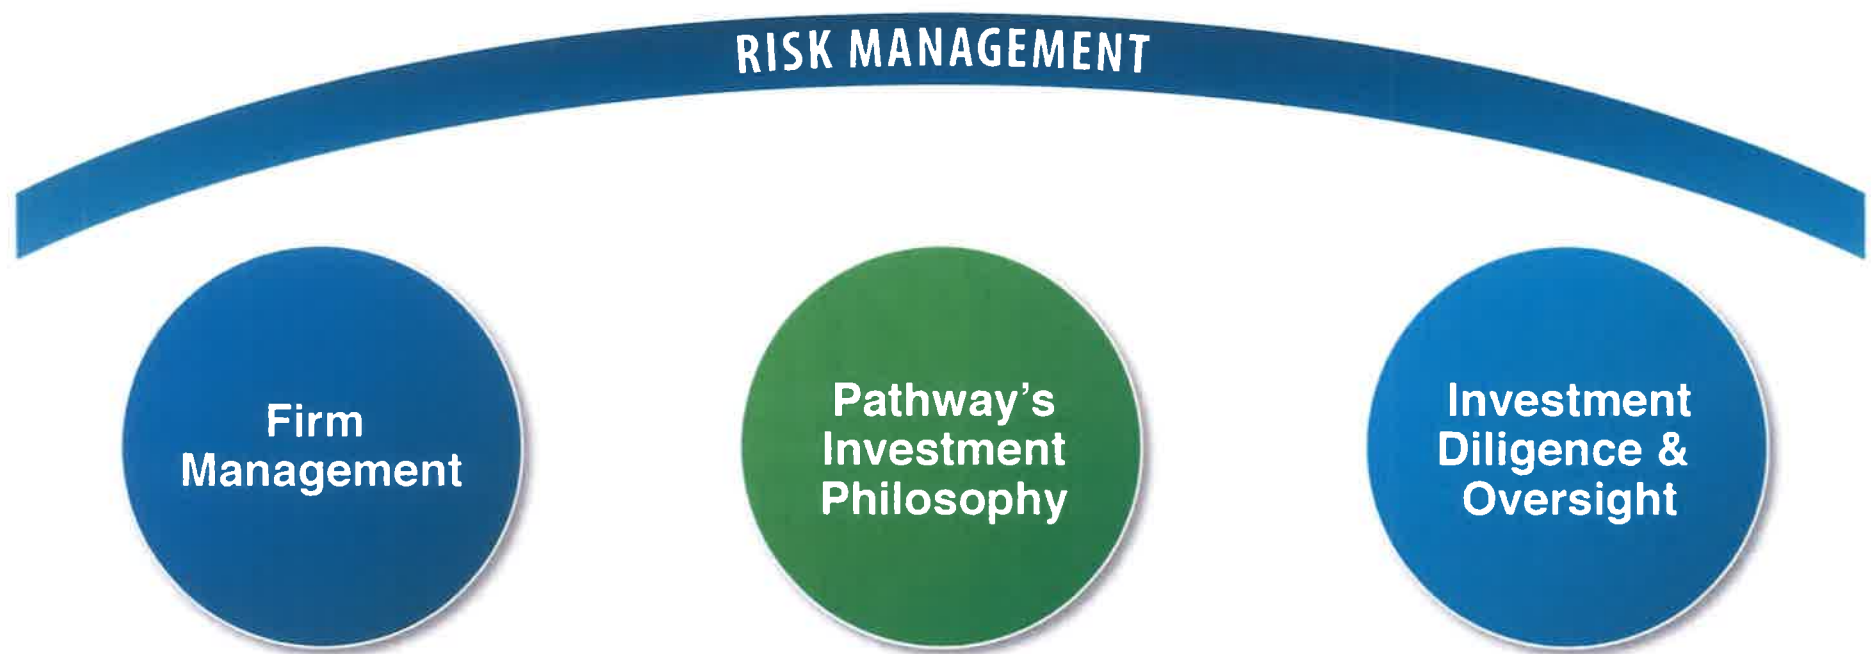 RISK MANAGEMENT
Firm
Management
Pathway's
Investment
Philosophy
Investment
Diligence &
Oversight